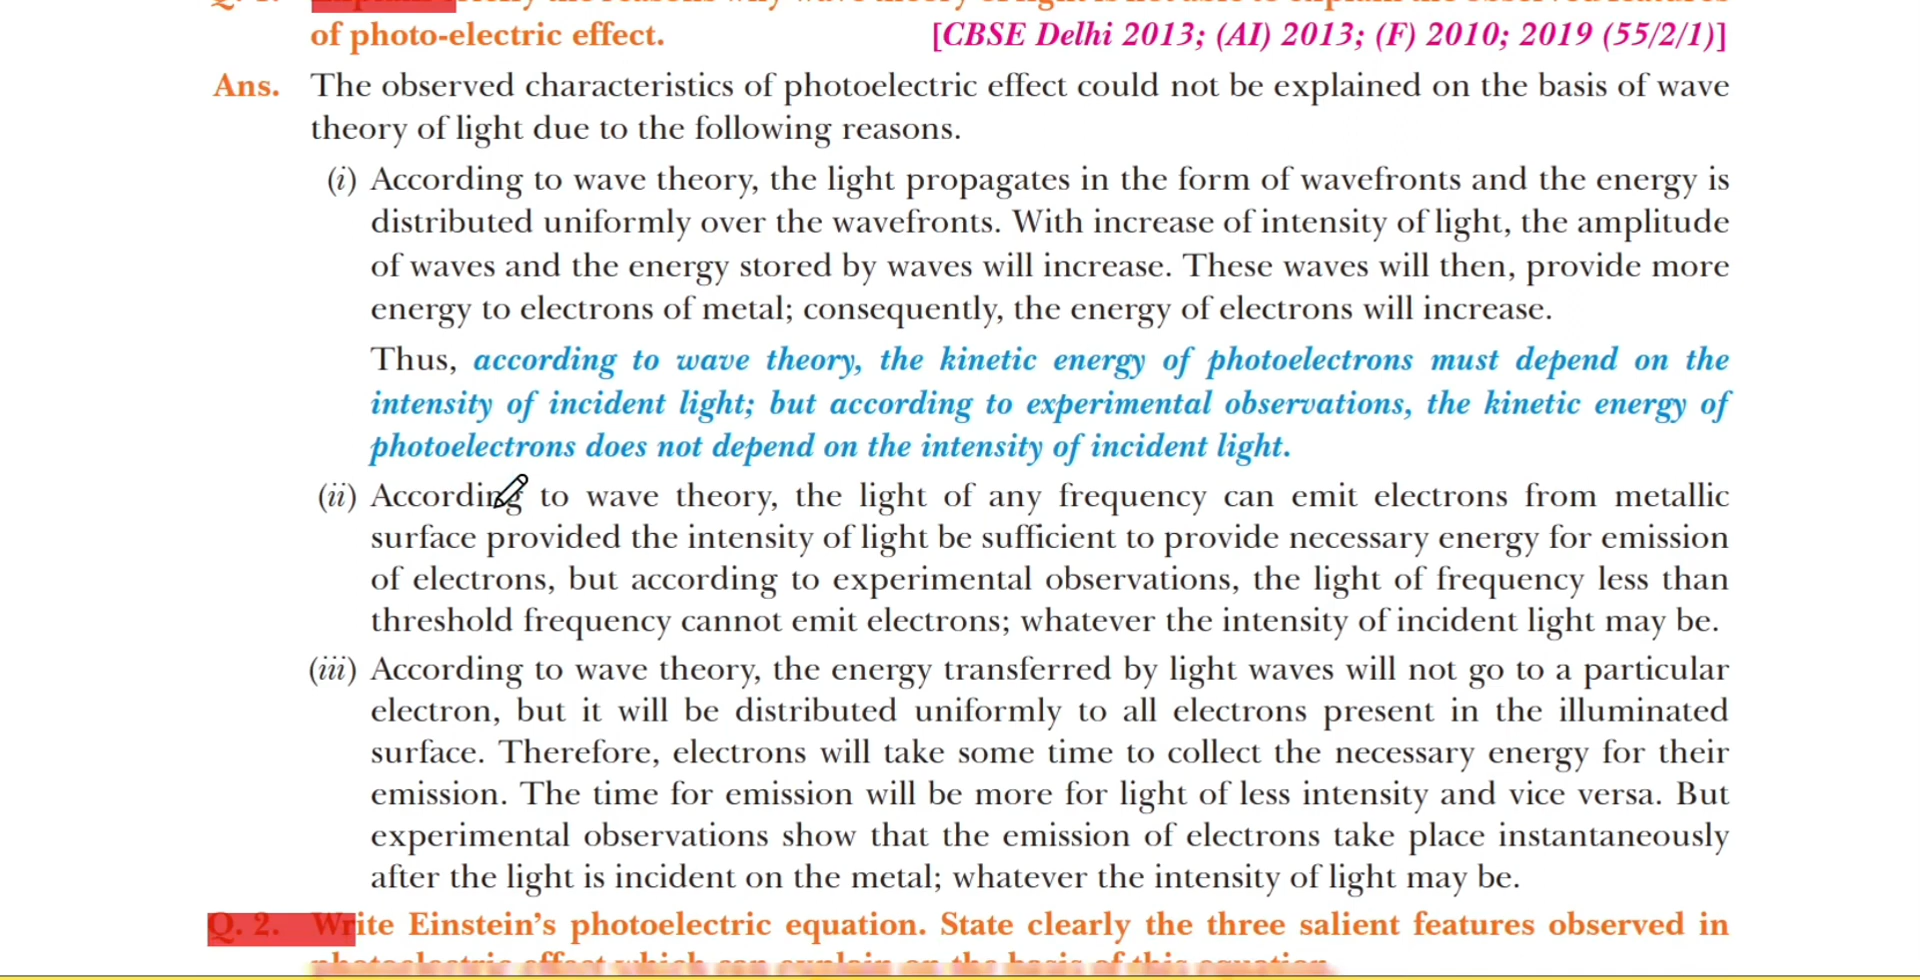 of photo-electric effect. [CBSE Delhi 2013; (AI) 2013; (F) 2010; 2019 (55/2/1)]
Ans. The observed characteristics of photoelectric effect could not be explained on the basis of wave
theory of light due to the following reasons.
(i) According to wave theory, the light propagates in the form of wavefronts and the energy is
distributed uniformly over the wavefronts. With increase of intensity of light, the amplitude
of waves and the energy stored by waves will increase. These waves will then, provide more
energy to electrons of metal; consequently, the energy of electrons will increase.
Thus, according to wave theory, the kinetic energy of photoelectrons must depend on the
intensity of incident light; but according to experimental observations, the kinetic energy of
photoelectrons does not depend on the intensity of incident light.
(ii) According to wave theory, the light of any frequency can emit electrons from metallic
surface provided the intensity of light be sufficient to provide necessary energy for emission
of electrons, but according to experimental observations, the light of frequency less than
threshold frequency cannot emit electrons; whatever the intensity of incident light may be.
(iii) According to wave theory, the energy transferred by light waves will not go to a particular
electron, but it will be distributed uniformly to all electrons present in the illuminated
surface. Therefore, electrons will take some time to collect the necessary energy for their
emission. The time for emission will be more for light of less intensity and vice versa. But
experimental observations show that the emission of electrons take place instantaneously
after the light is incident on the metal; whatever the intensity of light may be.
Q. 2. Write Einstein's photoelectric equation. State clearly the three salient features observed in
photoelectric effect which can explain on the basis of this equation.